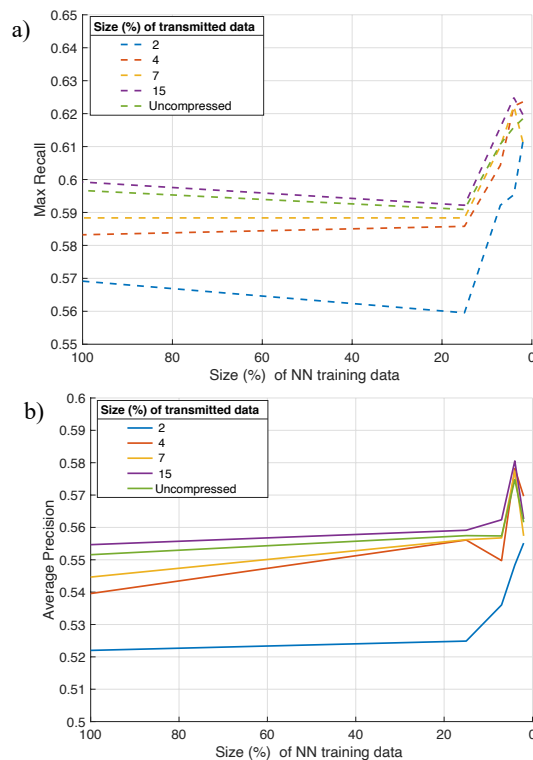 a)
0.65
0.64
0.63
0.62
0.61
0.6
0.59
0.58
0.57
0.56
0.55
Max Recall
Size (%) of transmitted data
2
4
7
15
Uncompressed
100 80 60 40 20 0
Size (%) of NN training data
b)
0.6
0.59
0.58
0.57
0.56
0.55
0.54
0.53
0.52
0.51
0.5
Average Precision
Size (%) of transmitted data
2
4
7
15
Uncompressed
100 80 60 40 20 0
Size (%) of NN training data